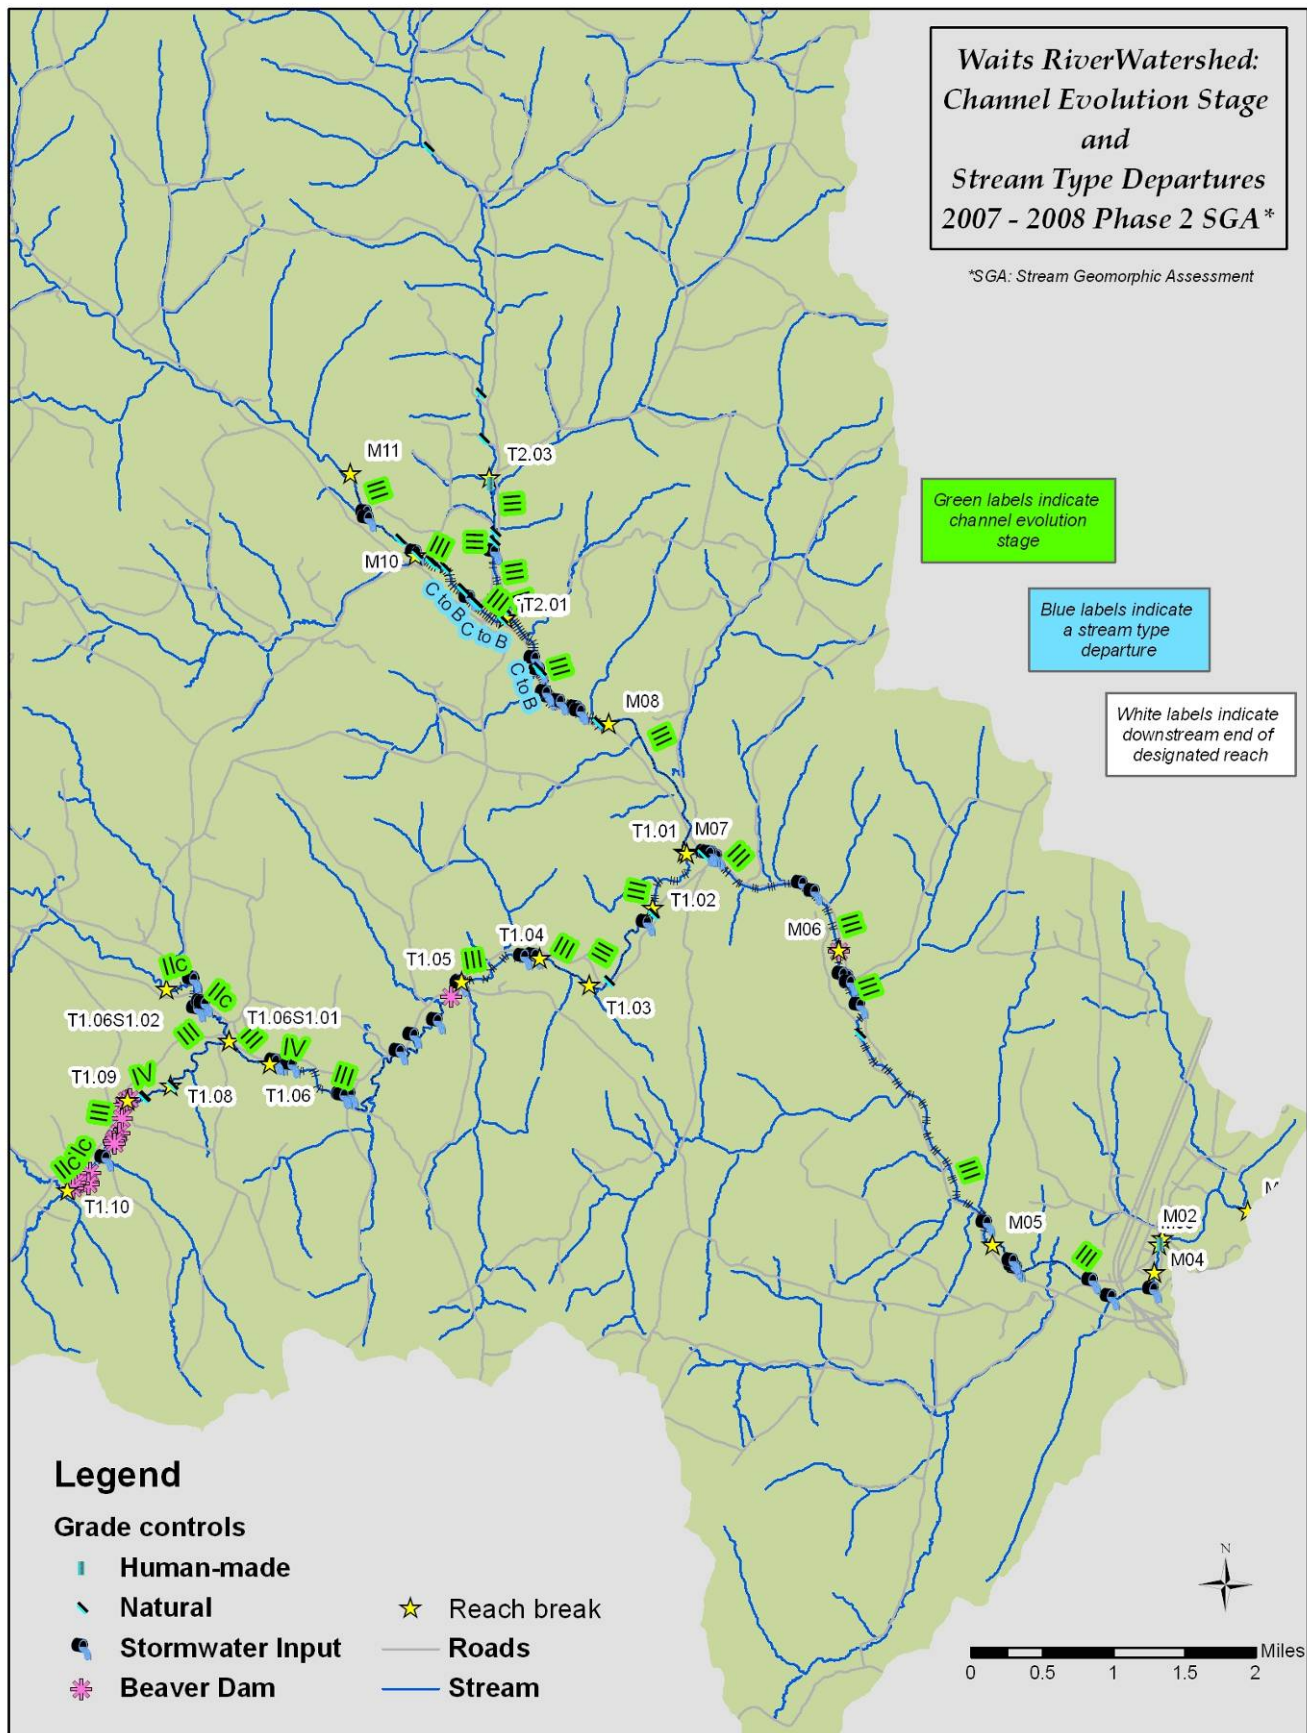 Waits RiverWatershed:
Channel Evolution Stage
and
Stream Type Departures
2007 - 2008 Phase 2 SGA*
*SGA: Stream Geomorphic Assessment
M11
T2.03
III
III
Green labels indicate
channel evolution
stage
III
III
M10
III
III
T2.01
C to B
C to B
Blue labels indicate
a stream type
departure
III
C to B
M08
III
White labels indicate
downstream end of
designated reach
T1.01
M07
III
III
T1.02
M06
III
T1.04
T1.05
III
III
III
III
T1.03
IIc
IIc
T1.06S1.02
T1.06S1.01
III
III
IV
T1.09
IV
T1.08
T1.06
III
III
IIc
T1.10
III
M05
M02
M04
III
Legend
Grade controls
Human-made
Natural
Stormwater Input
Beaver Dam
Reach break
Roads
Stream
N
Miles
0 0.5 1 1.5 2